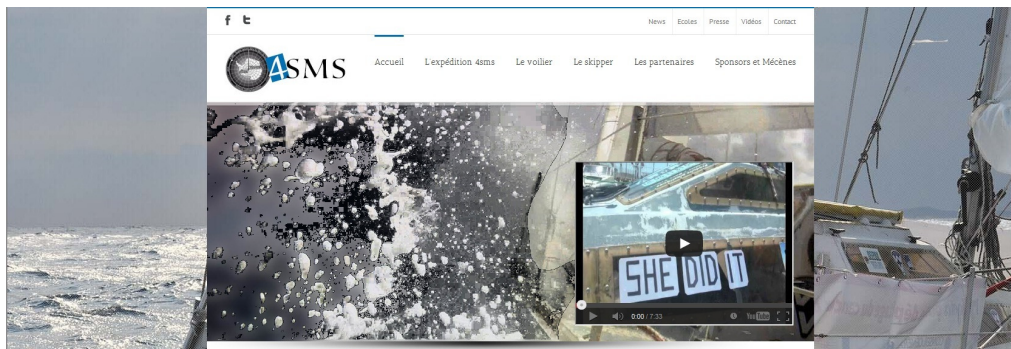 News Ecoles Presse Vidéos Contact
4SMS
Accueil L'expédition 4sms Le voilier Le skipper Les partenaires Sponsors et Mécènes
SHE DID IT
0:00 / 7:33 YouTube